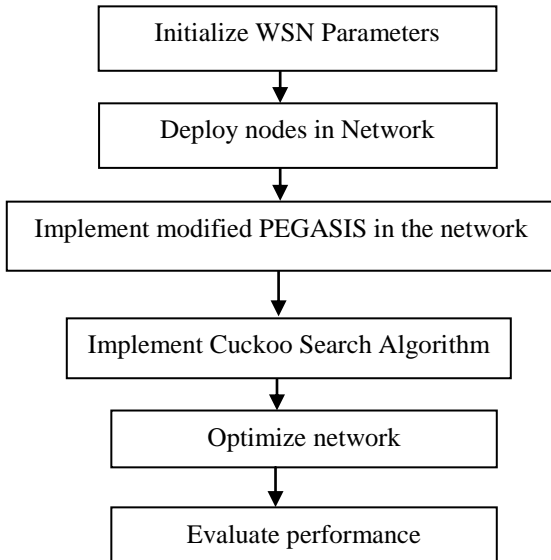 Initialize WSN Parameters
Deploy nodes in Network
Implement modified PEGASIS in the network
Implement Cuckoo Search Algorithm
Optimize network
Evaluate performance